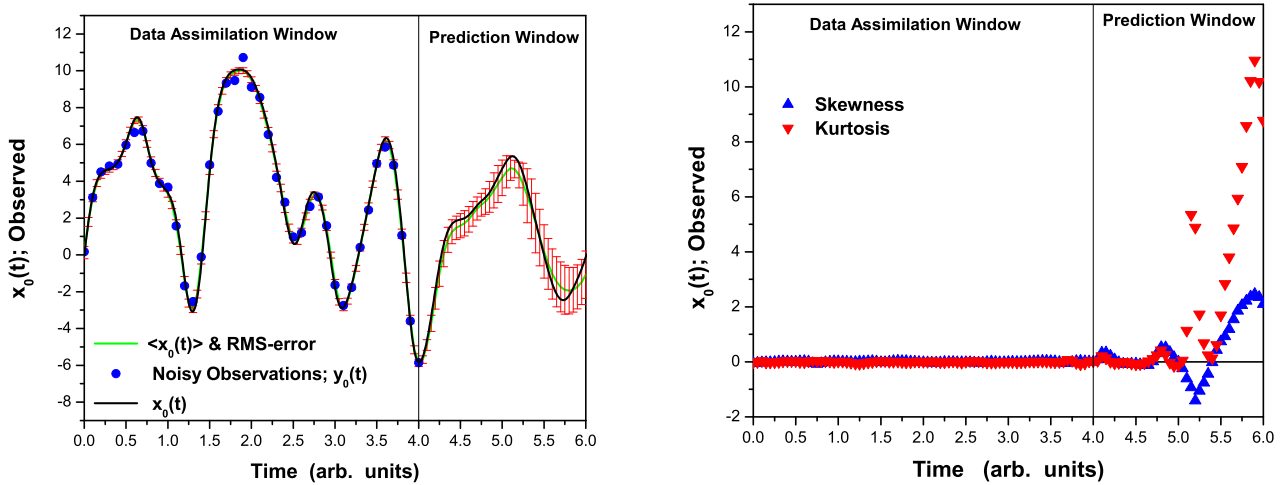 Data Assimilation Window
Prediction Window
12
10
8
6
4
2
0
-2
-4
-6
-8
x0(t); Observed
<x0(t)> & RMS-error
Noisy Observations; y0(t)
x0(t)
0.0 0.5 1.0 1.5 2.0 2.5 3.0 3.5 4.0 4.5 5.0 5.5 6.0
Time (arb. units)
Data Assimilation Window
Prediction Window
12
10
8
6
4
2
0
-2
x0(t); Observed
Skewness
Kurtosis
0.0 0.5 1.0 1.5 2.0 2.5 3.0 3.5 4.0 4.5 5.0 5.5 6.0
Time (arb. units)